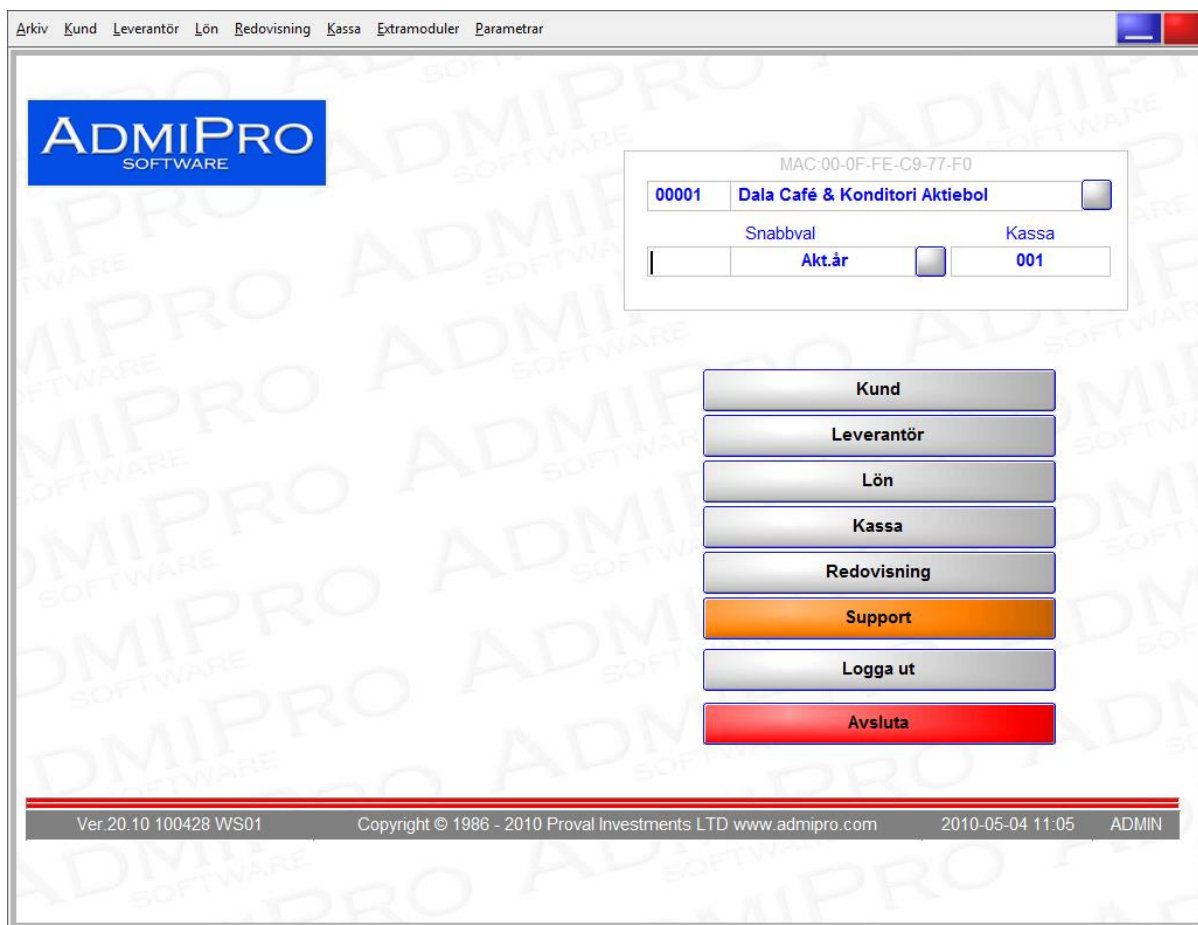 Arkiv Kund Leverantör Lön Redovisning Kassa Extramoduler Parametrar
ADMIPRO
SOFTWARE
MAC:00-0F-FE-C9-77-F0
00001 Dala Café & Konditori Aktiebol
Snabbval Kassa
Akt.år 001
Kund
Leverantör
Lön
Kassa
Redovisning
Support
Logga ut
Avsluta
Ver.20.10 100428 WS01 Copyright © 1986 - 2010 Proval Investments LTD www.admipro.com 2010-05-04 11:05 ADMIN